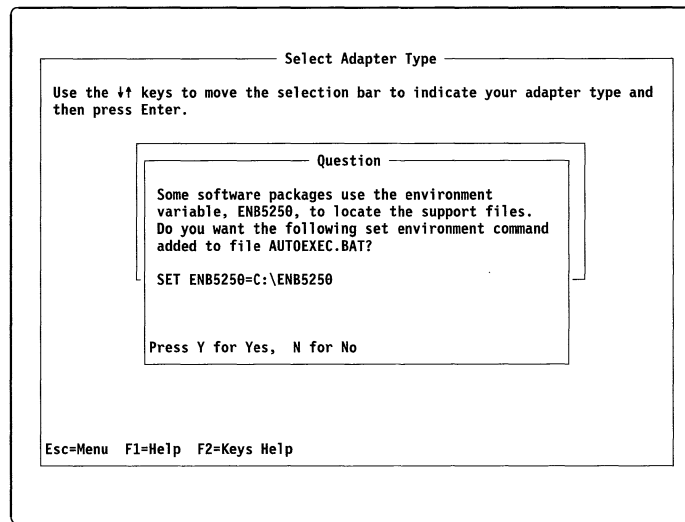 Select Adapter Type
Use the ↓↑ keys to move the selection bar to indicate your adapter type and
then press Enter.
Question
Some software packages use the environment
variable, ENB5250, to locate the support files.
Do you want the following set environment command
added to file AUTOEXEC.BAT?
SET ENB5250=C:\ENB5250
Press Y for Yes, N for No
Esc=Menu F1=Help F2=Keys Help